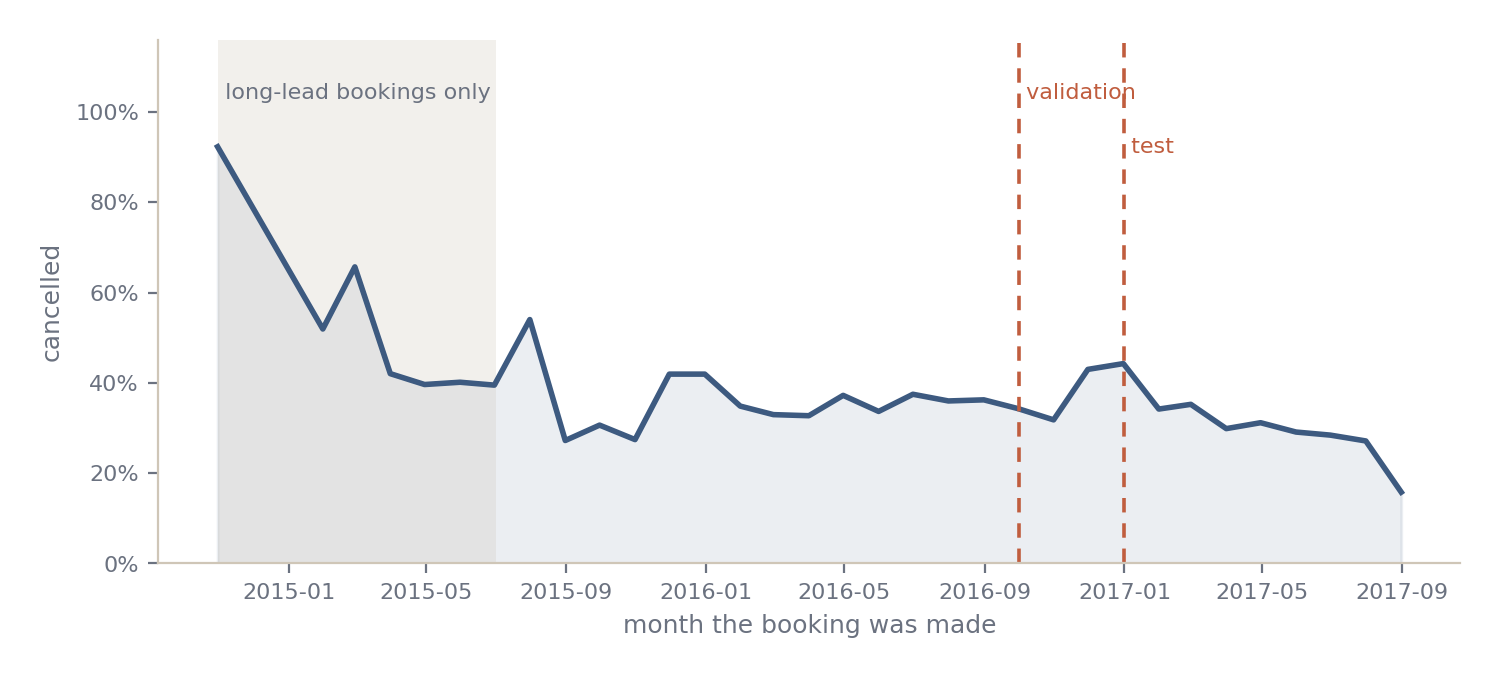 long-lead bookings only
validation
test
100%
80%
60%
40%
20%
0%
cancelled
2015-01 2015-05 2015-09 2016-01 2016-05 2016-09 2017-01 2017-05 2017-09
month the booking was made